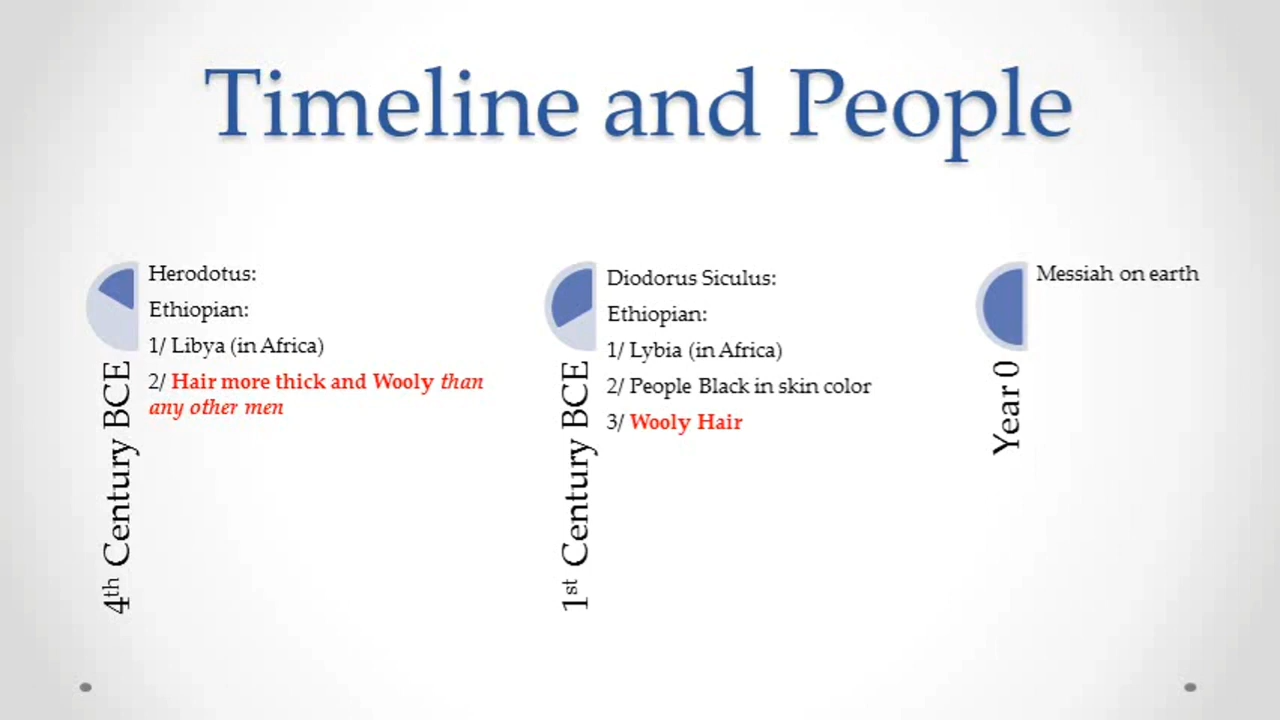 Timeline and People
4th Century BCE
Herodotus:
Ethiopian:
1/ Libya (in Africa)
2/ Hair more thick and Wooly than
any other men
1st Century BCE
Diodorus Siculus:
Ethiopian:
1/ Lybia (in Africa)
2/ People Black in skin color
3/ Wooly Hair
Year 0
Messiah on earth